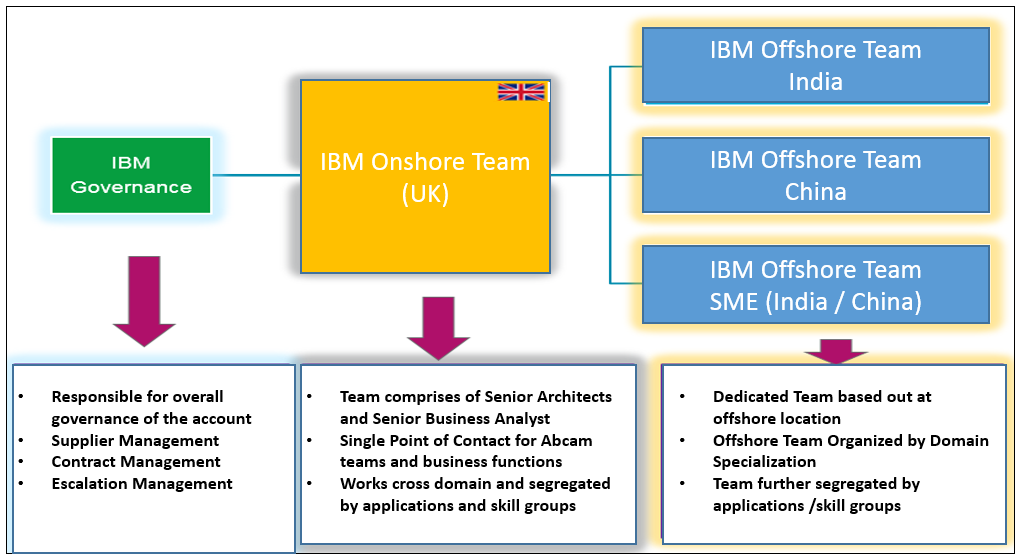 IBM
Governance
IBM Onshore Team
(UK)
IBM Offshore Team
India
IBM Offshore Team
China
IBM Offshore Team
SME (India / China)
• Responsible for overall
governance of the account
• Supplier Management
• Contract Management
• Escalation Management
• Team comprises of Senior Architects
and Senior Business Analyst
• Single Point of Contact for Abcam
teams and business functions
• Works cross domain and segregated
by applications and skill groups
• Dedicated Team based out at
offshore location
• Offshore Team Organized by Domain
Specialization
• Team further segregated by
applications /skill groups